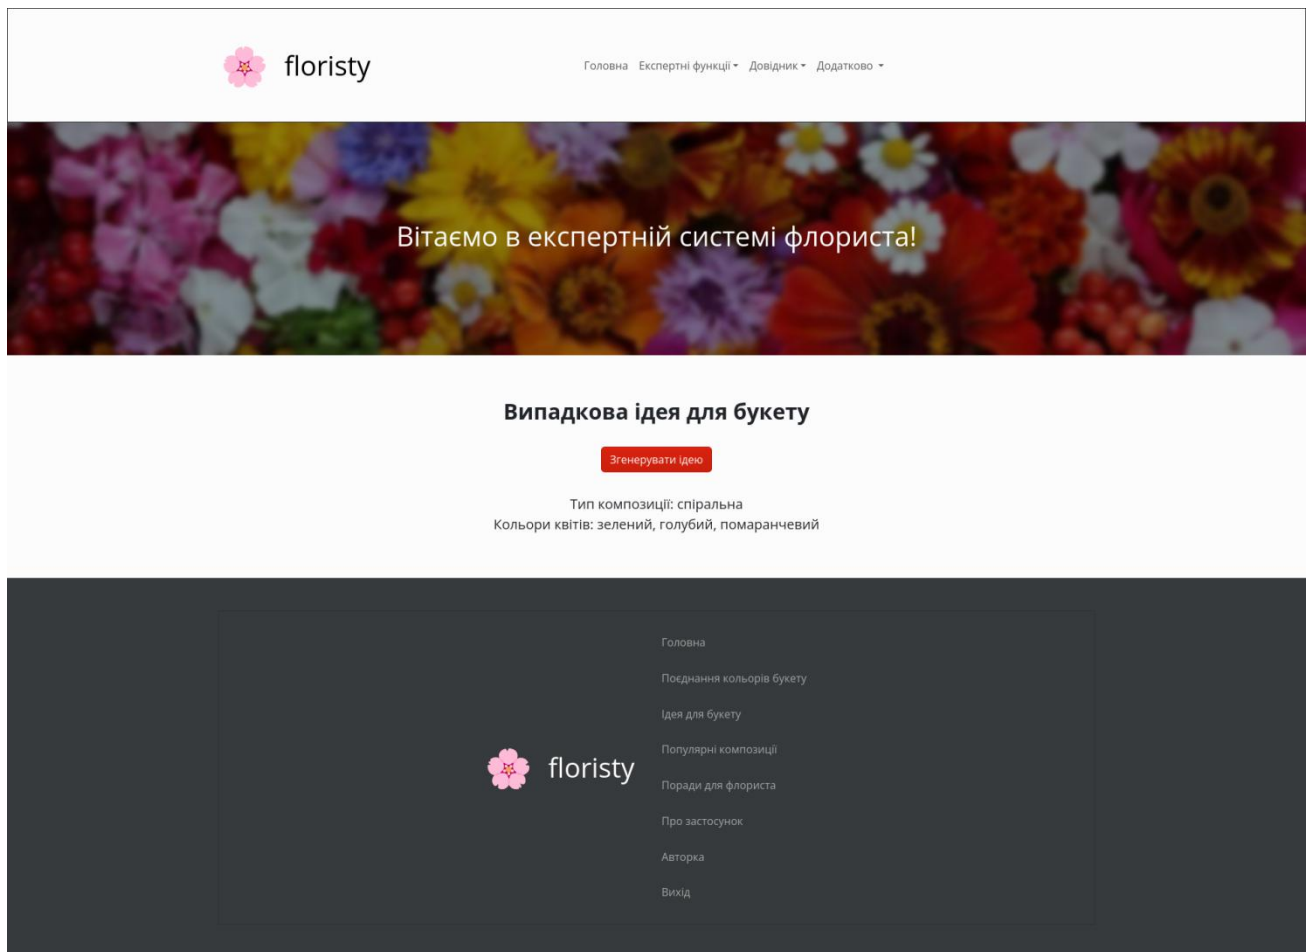 floristy
Головна Експертні функції Довідник Додатково
Вітаємо в експертній системі флориста!
Випадкова ідея для букету
Згенерувати ідею
Тип композиції: спіральна
Кольори квітів: зелений, голубий, помаранчевий
floristy
Головна
Поєднання кольорів букету
Ідея для букету
Популярні композиції
Поради для флориста
Про застосунок
Авторка
Вихід